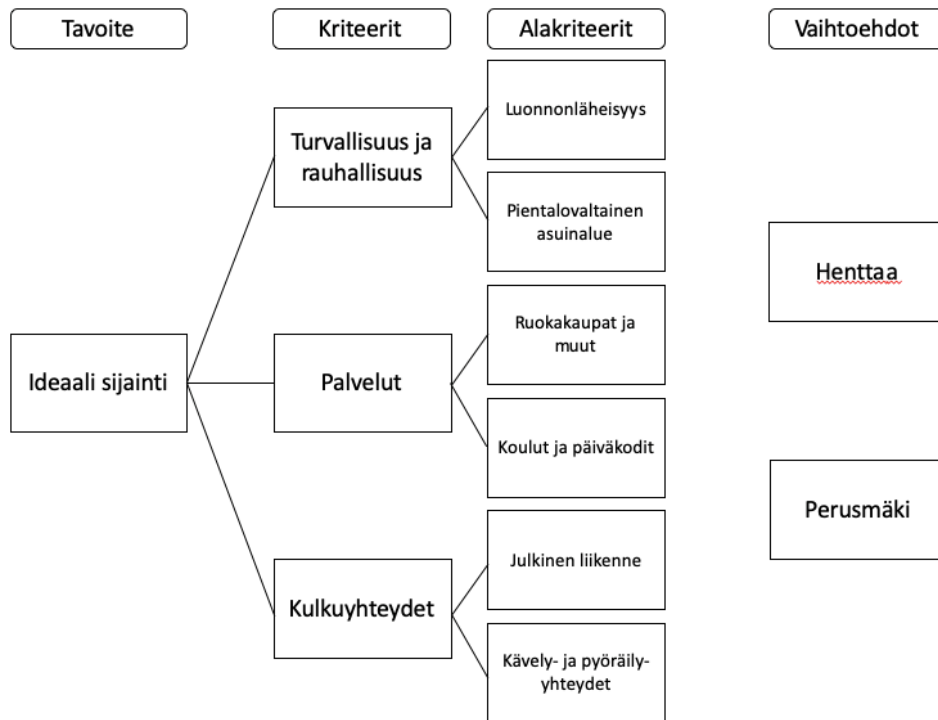 Tavoite
Kriteerit
Alakriteerit
Vaihtoehdot
Luonnonläheisyys
Turvallisuus ja
rauhallisuus
Pientalovaltainen
asuinalue
Henttaa
Ruokakaupat ja
muut
Ideaali sijainti
Palvelut
Koulut ja päiväkodit
Perusmäki
Julkinen liikenne
Kulkuyhteydet
Kävely- ja pyöräily-
yhteydet